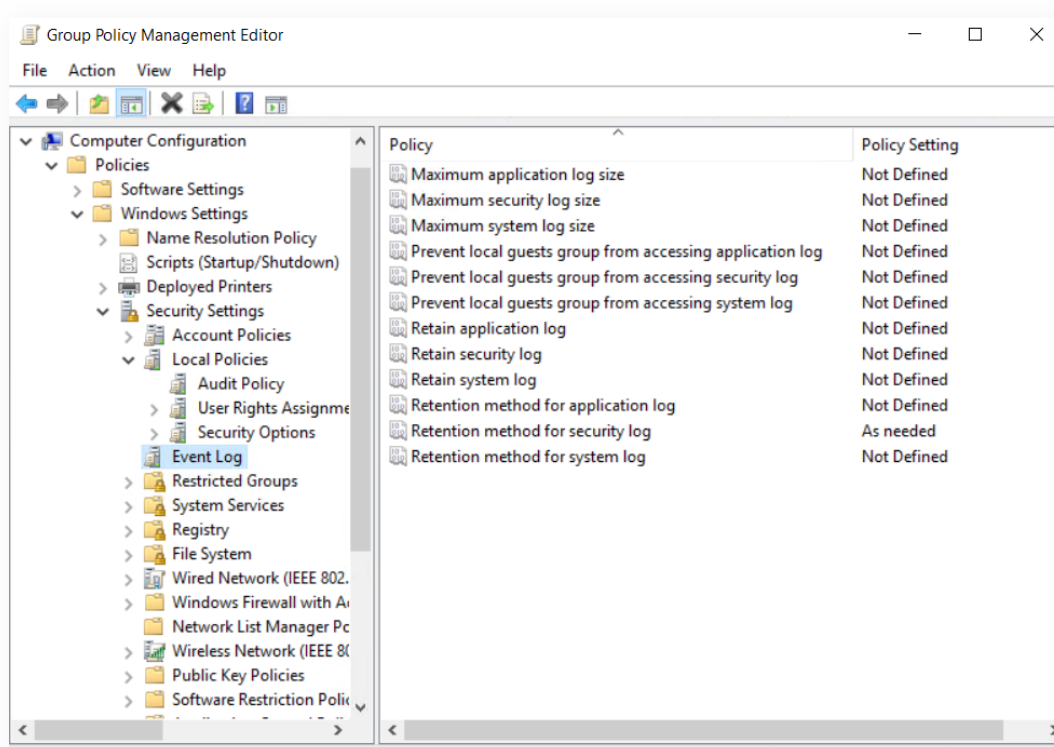 Group Policy Management Editor
File Action View Help
Computer Configuration
Policies
Software Settings
Windows Settings
Name Resolution Policy
Scripts (Startup/Shutdown)
Deployed Printers
Security Settings
Account Policies
Local Policies
Audit Policy
User Rights Assignme
Security Options
Event Log
Restricted Groups
System Services
Registry
File System
Wired Network (IEEE 802.
Windows Firewall with A
Network List Manager Po
Wireless Network (IEEE 80
Public Key Policies
Software Restriction Polic
Policy Policy Setting
Maximum application log size Not Defined
Maximum security log size Not Defined
Maximum system log size Not Defined
Prevent local guests group from accessing application log Not Defined
Prevent local guests group from accessing security log Not Defined
Prevent local guests group from accessing system log Not Defined
Retain application log Not Defined
Retain security log Not Defined
Retain system log Not Defined
Retention method for application log Not Defined
Retention method for security log As needed
Retention method for system log Not Defined